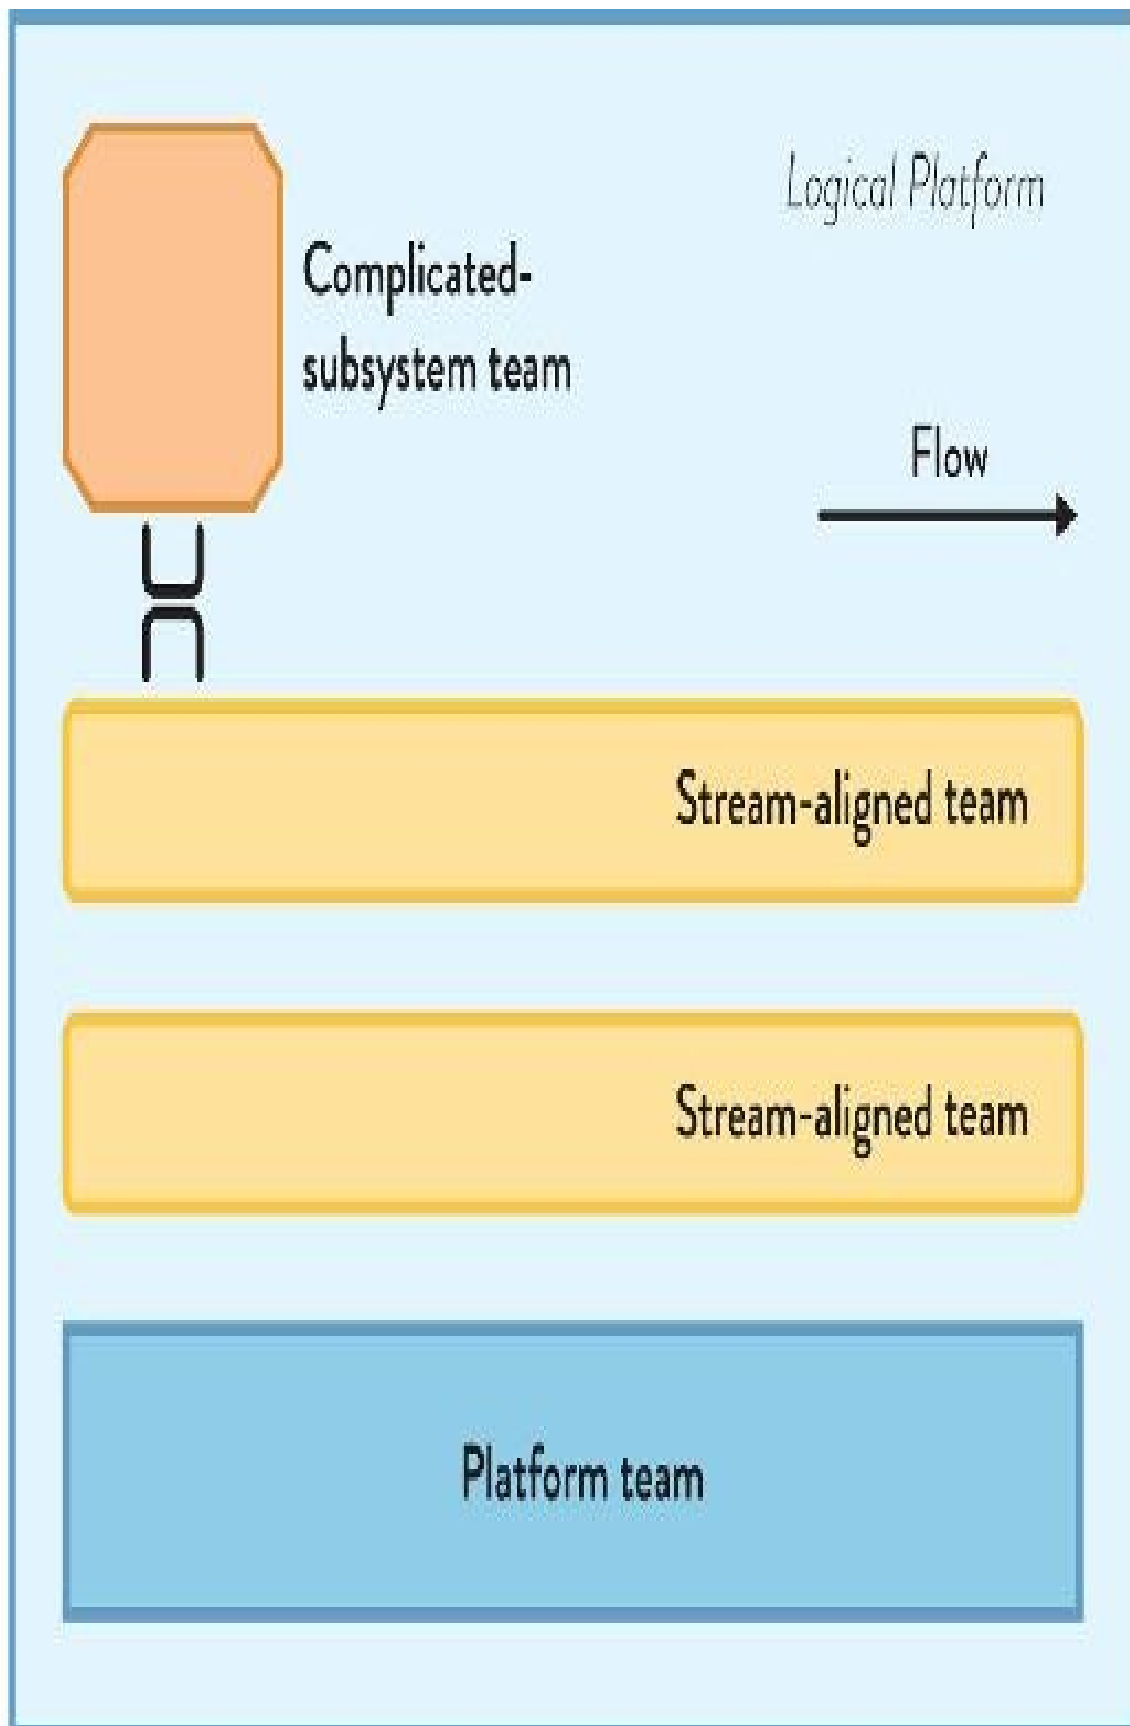 Logical Platform
Complicated-
subsystem team
Flow
Stream-aligned team
Stream-aligned team
Platform team